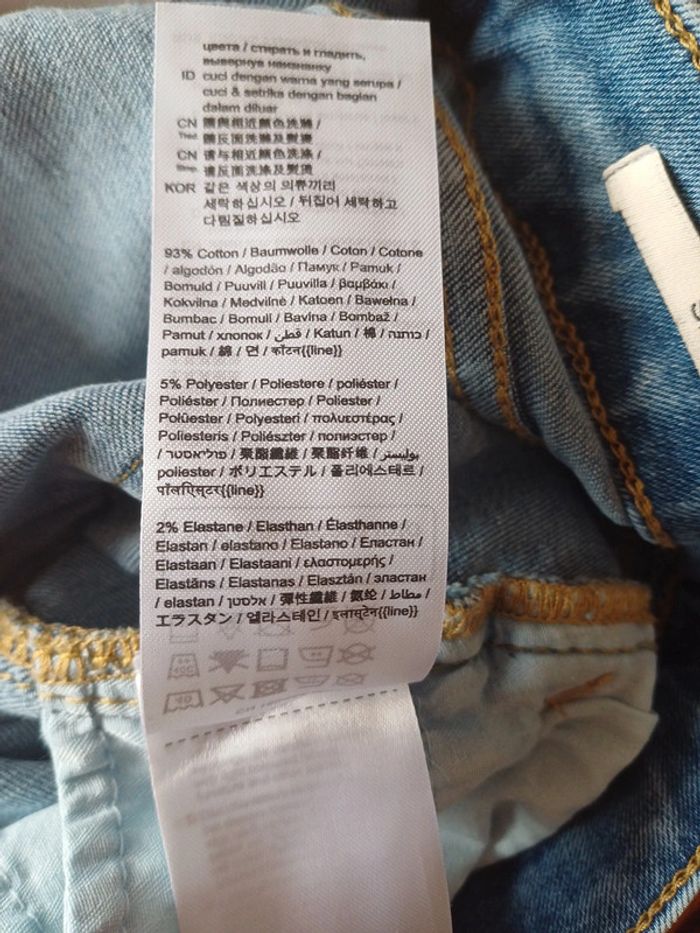 цвета / стирать и гладить,
вывернув наизнанку
ID cuci dengan warna yang serupa /
cuci & setrika dengan bagian
dalam diluar
CN 請與相近顏色洗滌 /
Trad. 請反面洗滌及熨燙
CN 请与相近颜色洗涤 /
Simp. 请反面洗涤及熨烫
KOR 같은 색상의 의류끼리
세탁하십시오 / 뒤집어 세탁하고
다림질하십시오
93% Cotton / Baumwolle / Coton / Cotone
/ algodón / Algodão / Памук / Pamuk /
Bomuld / Puuvill / Puuvilla / βαμβάκι /
Kokvilna / Medvilnė / Katoen / Bawełna /
Bumbac / Bomull / Bavlna / Bombaž /
Pamut / хлопок / قطن / Katun / 棉 / כותנה /
pamuk / 綿 / 면 / कॉटन{{line}}
5% Polyester / Poliestere / poliéster /
Poliéster / Полиестер / Poliester /
Polüester / Polyesteri / πολυεστέρας /
Poliesteris / Poliészter / полиэстер /
/ פוליאסטר / 聚酯纖維 / 聚酯纤维 / بوليستر
poliester / ポリエステル / 폴리에스테르 /
पॉलिएस्टर{{line}}
2% Elastane / Elasthan / Élasthanne /
Elastan / elastano / Elastano / Еластан /
Elastaan / Elastaani / ελαστομερής /
Elastāns / Elastanas / Elasztán / эластан
/ elastan / אלסטן / 彈性纖維 / 氨纶 / مطاط /
エラスタン / 엘라스테인 / इलास्टेन{{line}}